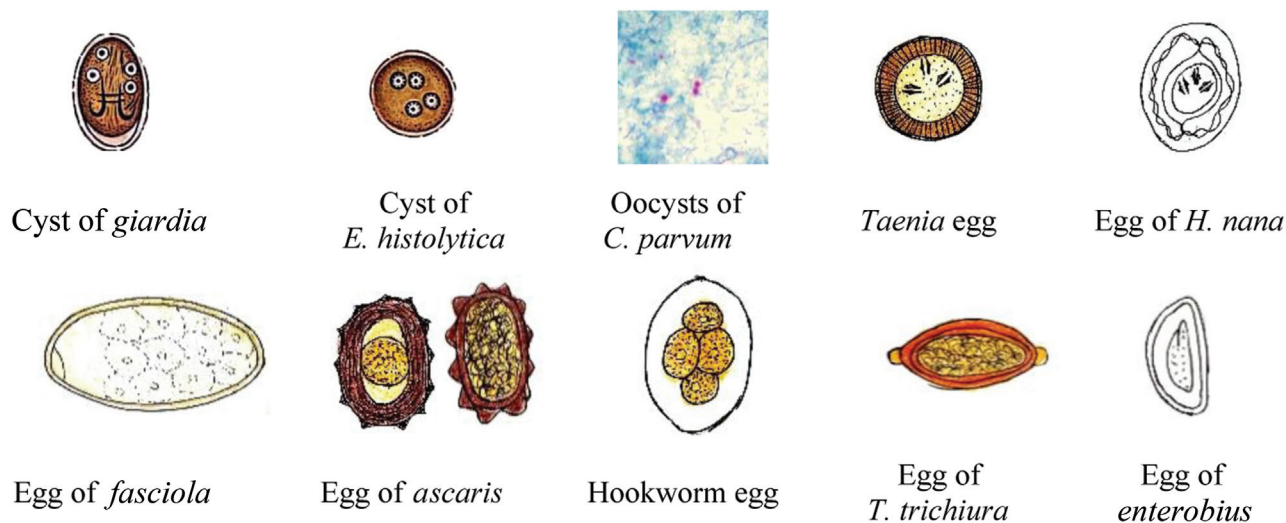 Cyst of giardia
Cyst of
E. histolytica
Oocysts of
C. parvum
Taenia egg
Egg of H. nana
Egg of fasciola
Egg of ascaris
Hookworm egg
Egg of
T. trichiura
Egg of
enterobius